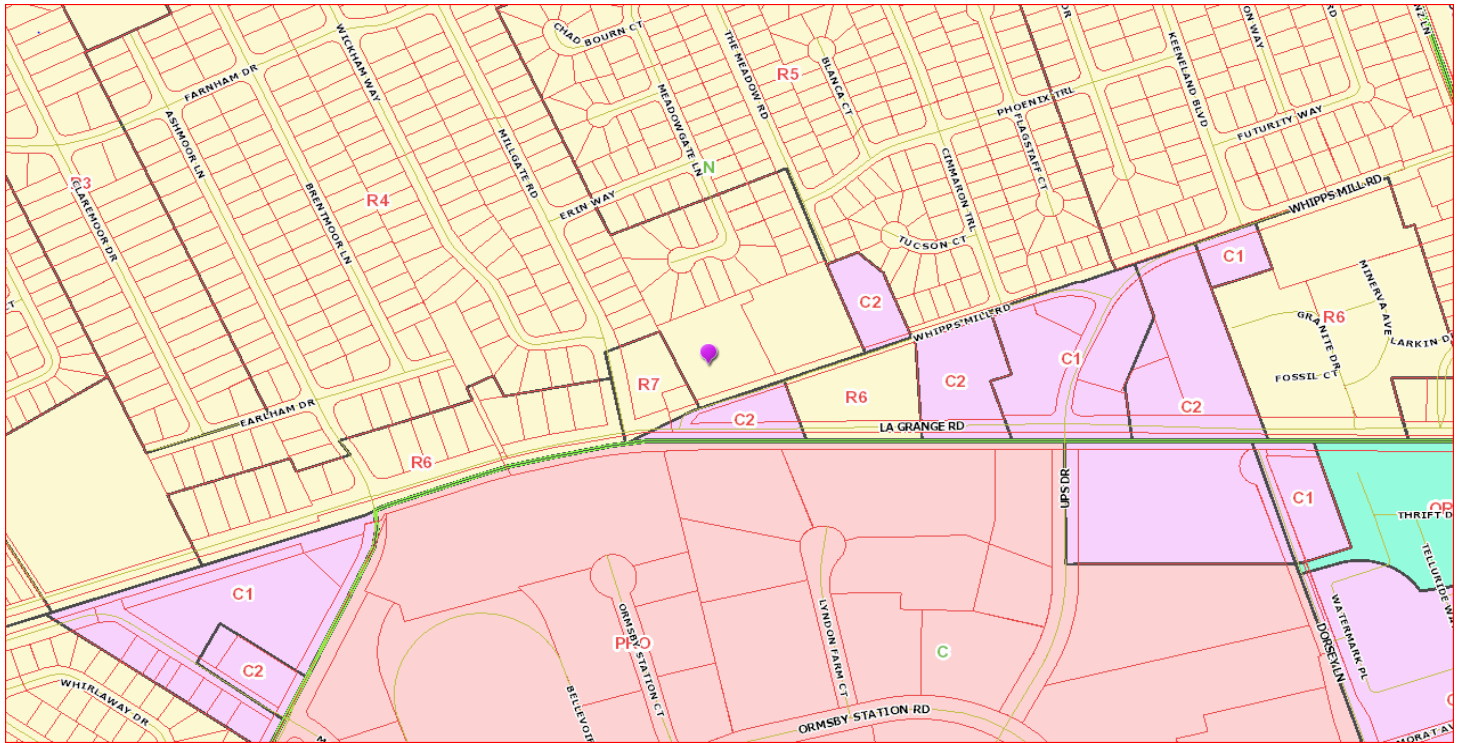 CHAD BOURN CT
WICKHAM WAY
THE MEADOW RD
FARNHAM DR
R5
BLANCA CT
KEENELAND BLVD
MEADOWGATE LN
PHOENIX TRL
ASHMOOR LN
FLAGSTAFF CT
FUTURITY WAY
MILLGATE RD
CIMMARON TRL
N
R3
CLAREMOOR DR
BRENTMOOR LN
R4
ERIN WAY
WHIPPS MILL RD
TUCSON CT
C1
C2
MINERVA AVE
WHIPPS MILL RD
GRANITE DR
R6
LARKIN D
C1
R7
C2
R6
FOSSIL CT
EARLHAM DR
C2
C2
LA GRANGE RD
R6
UPS DR
C1
THRIFT D
TELLURIDE WA
C1
ORMSBY STATION CT
LYNDON FARM CT
WATERMARK PL
PRO
C
DORSEY LN
C2
WHIRLAWAY DR
BELLEVOIR
ORMSBY STATION RD
MORAT AV